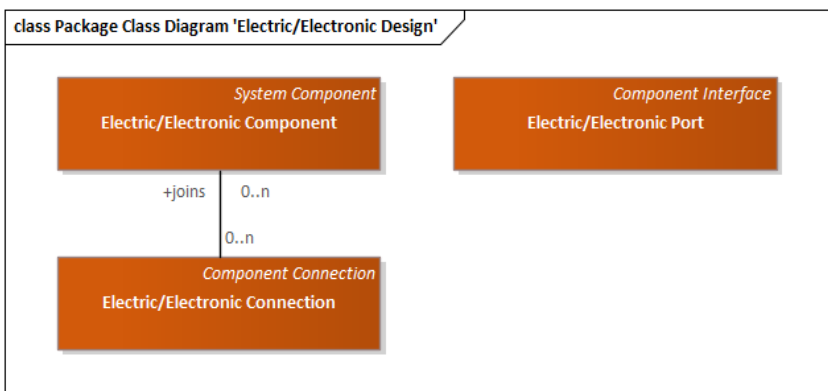 class Package Class Diagram 'Electric/Electronic Design'
System Component
Electric/Electronic Component
Component Interface
Electric/Electronic Port
+joins 0..n
0..n
Component Connection
Electric/Electronic Connection